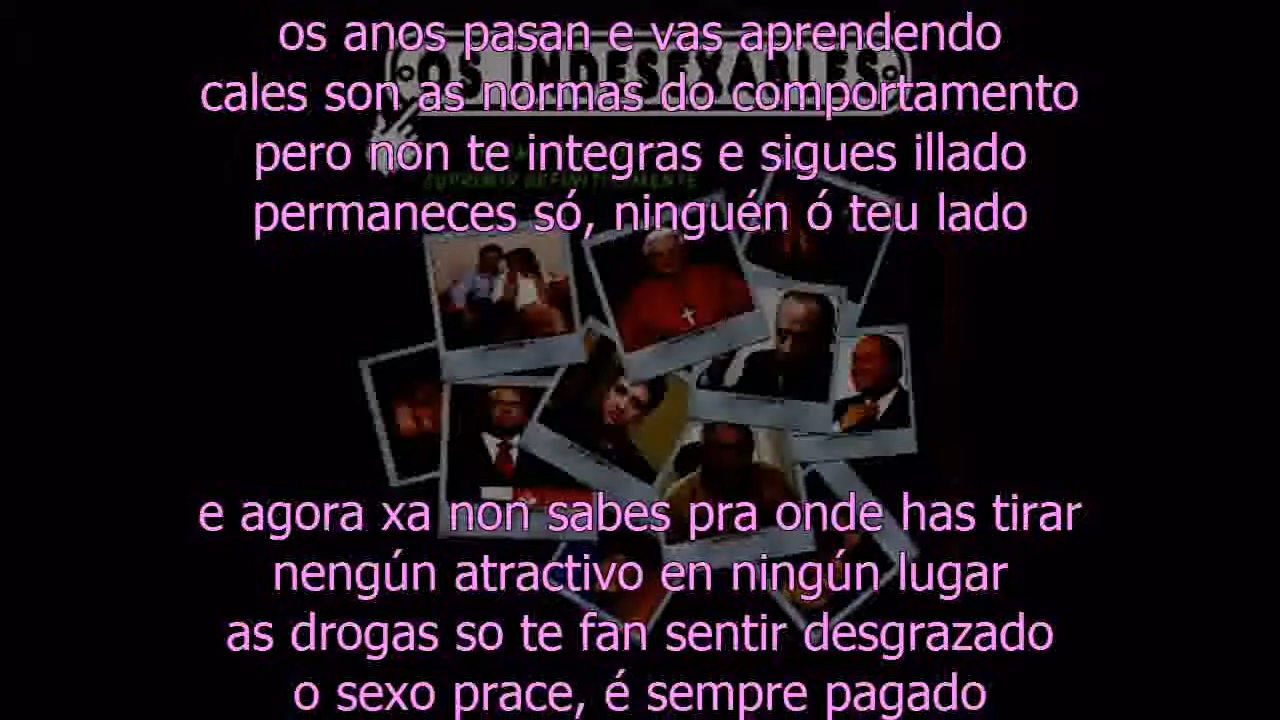 os anos pasan e vas aprendendo
OS INDESEXABLES
cales son as normas do comportamento
pero non te integras e sigues illado
SUPRIMIR DEFINITIVAMENTE
permaneces só, ninguén ó teu lado
e agora xa non sabes pra onde has tirar
nengún atractivo en ningún lugar
as drogas so te fan sentir desgrazado
o sexo prace, é sempre pagado